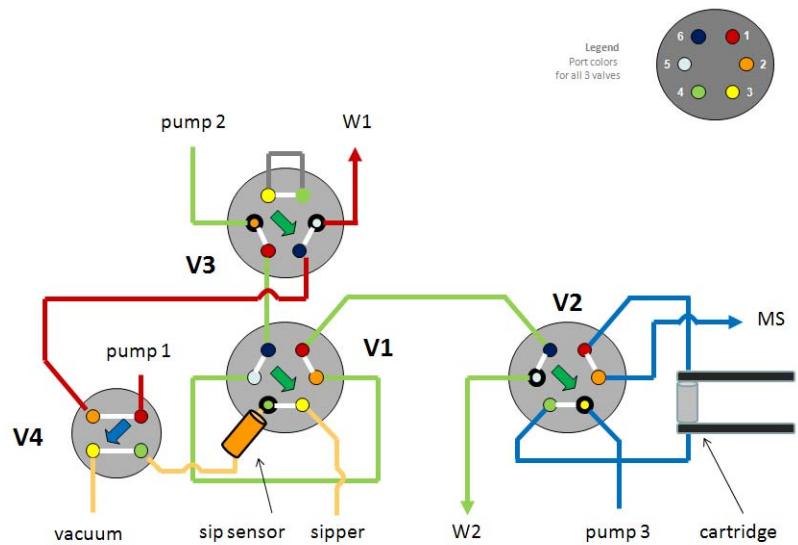 Legend
Port colors
for all 3 valves
6
1
5
2
4
3
pump 2
W1
V3
V2
MS
pump 1
V1
V4
vacuum
sip sensor
sipper
W2
pump 3
cartridge